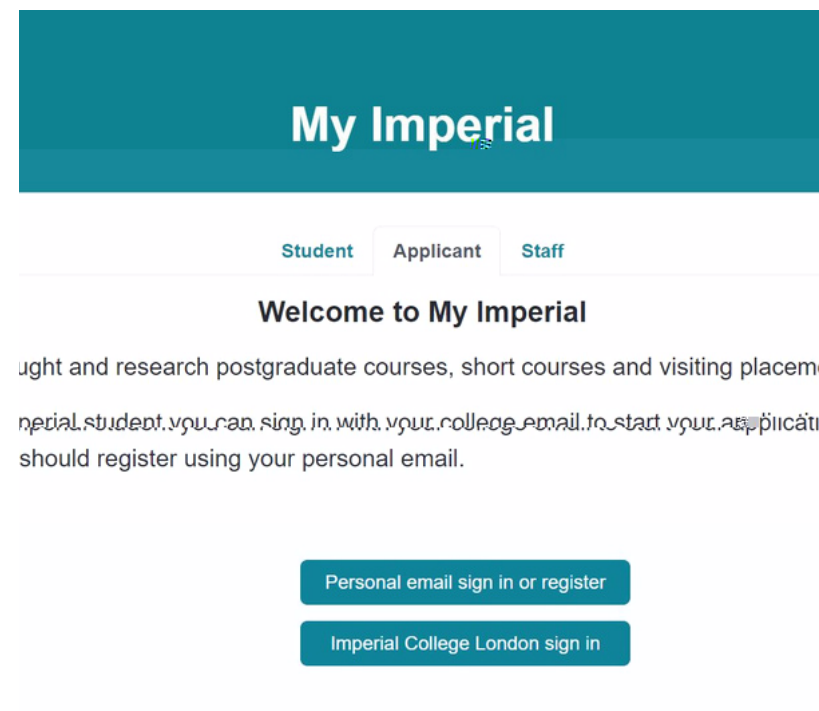 My Imperial
Student Applicant Staff
Welcome to My Imperial
ught and research postgraduate courses, short courses and visiting placem
perial student you can sign in with your college email to start your applicati
should register using your personal email.
Personal email sign in or register
Imperial College London sign in